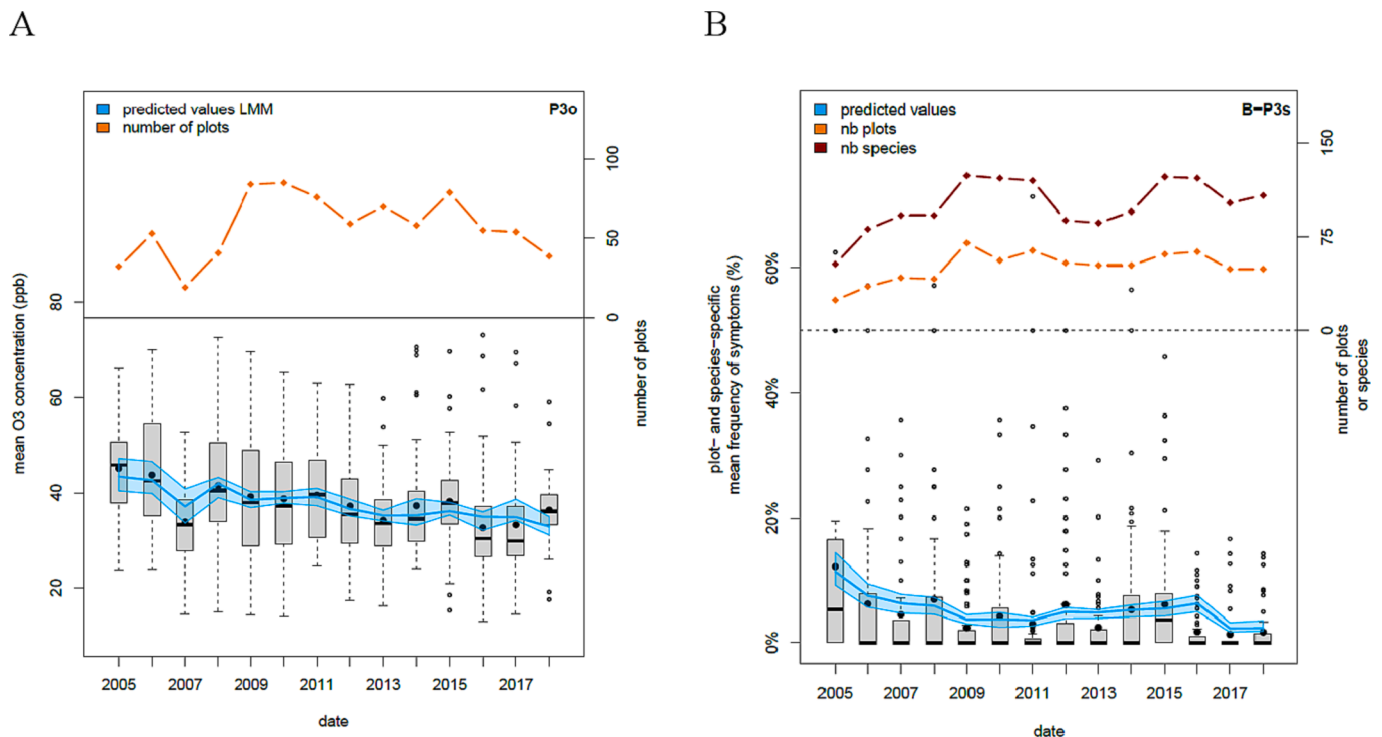 A
predicted values LMM
number of plots
P3o
mean O3 concentration (ppb)
80
60
40
20
100
50
0
number of plots
2005 2007 2009 2011 2013 2015 2017
date
B
predicted values
nb plots
nb species
B−P3s
plot− and species−specific
mean frequency of symptoms (%)
60%
40%
20%
0%
150
75
0
number of plots
or species
2005 2007 2009 2011 2013 2015 2017
date